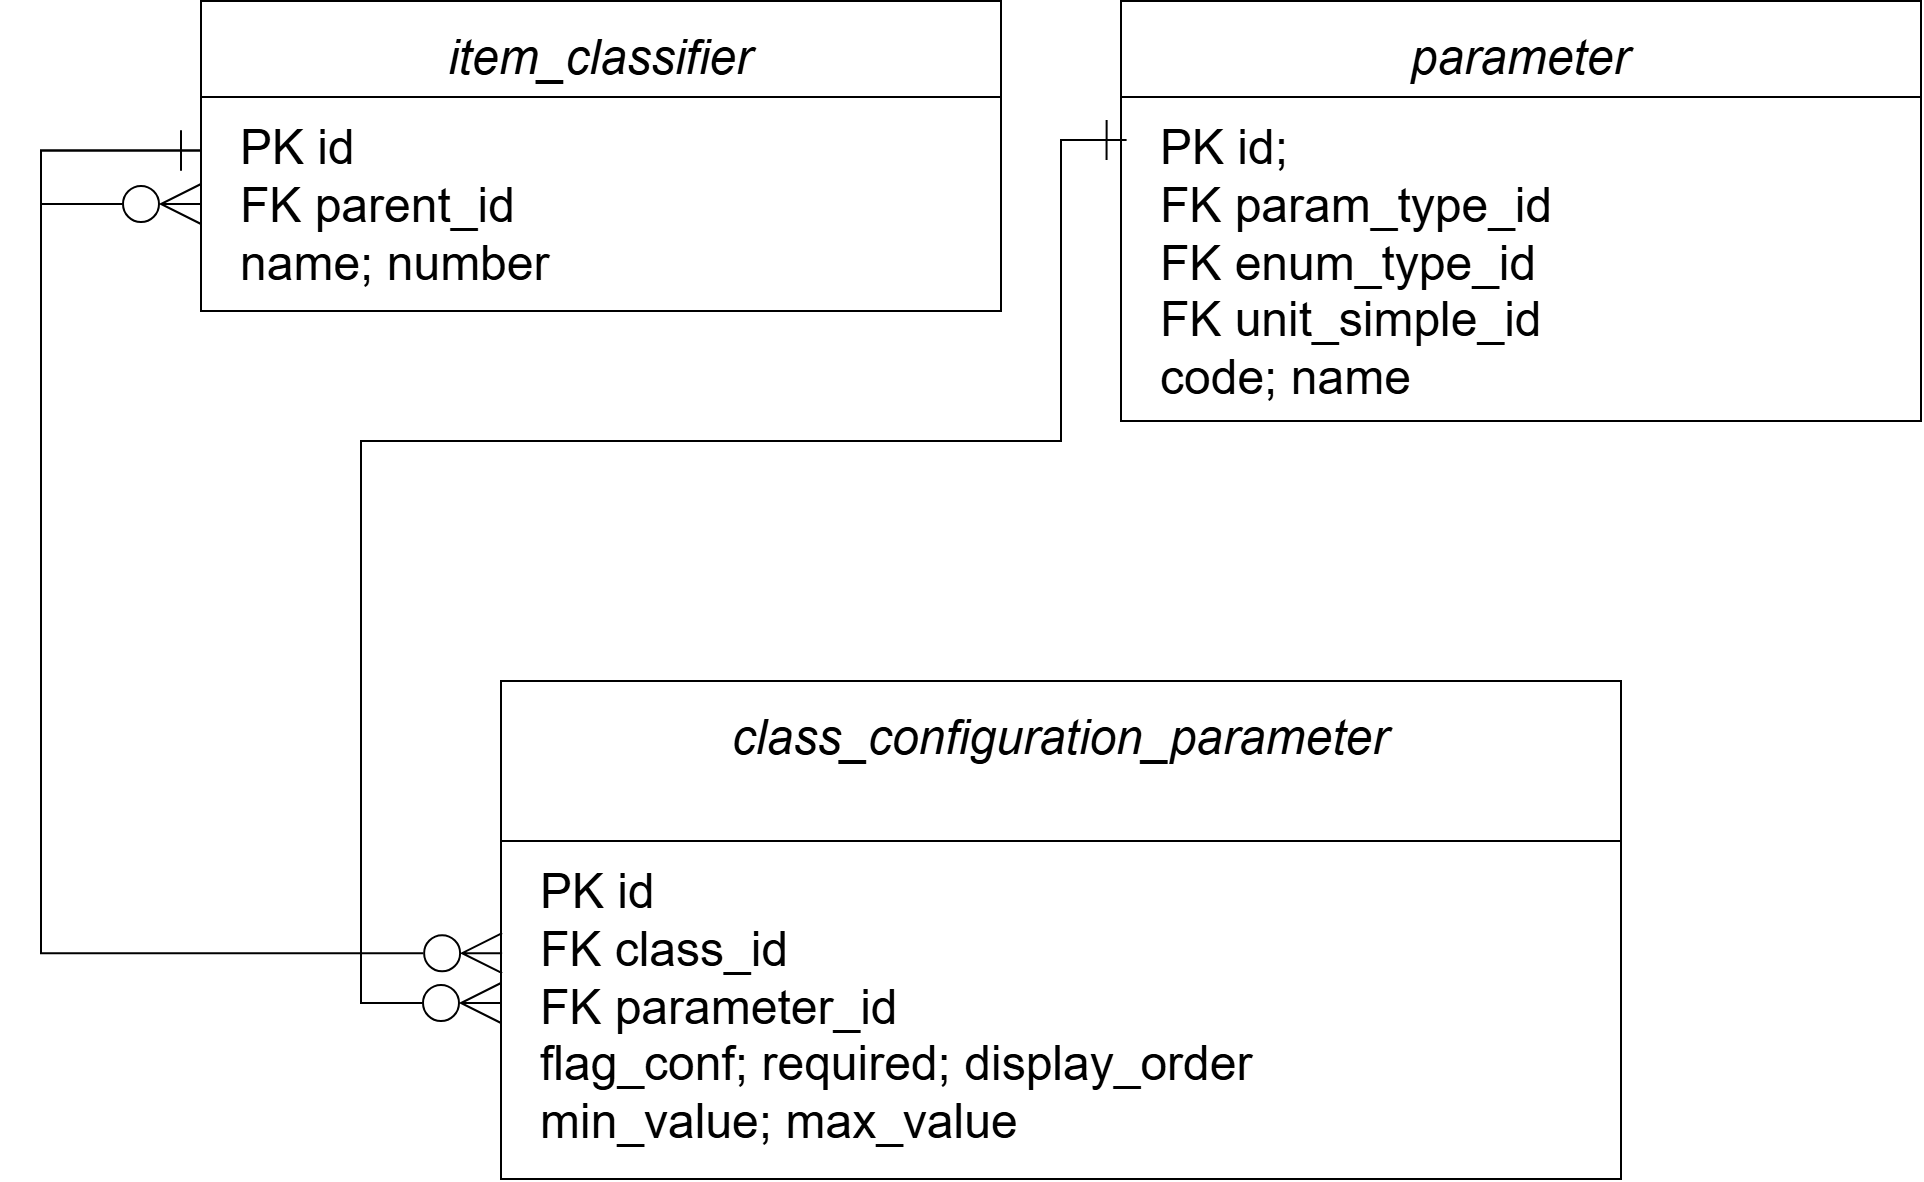 item_classifier
PK id
FK parent_id
name; number
parameter
PK id;
FK param_type_id
FK enum_type_id
FK unit_simple_id
code; name
class_configuration_parameter
PK id
FK class_id
FK parameter_id
flag_conf; required; display_order
min_value; max_value